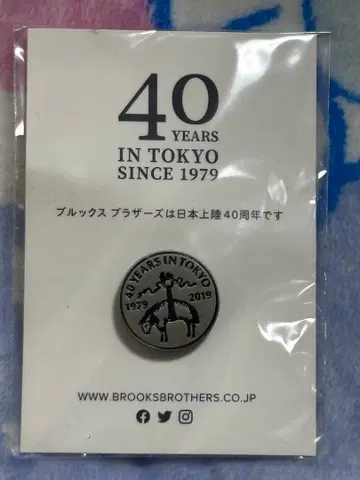 40
YEARS
IN TOKYO
SINCE 1979
ブルックス ブラザーズは日本上陸40周年です
40 YEARS IN TOKYO
1979 2019
WWW.BROOKSBROTHERS.CO.JP